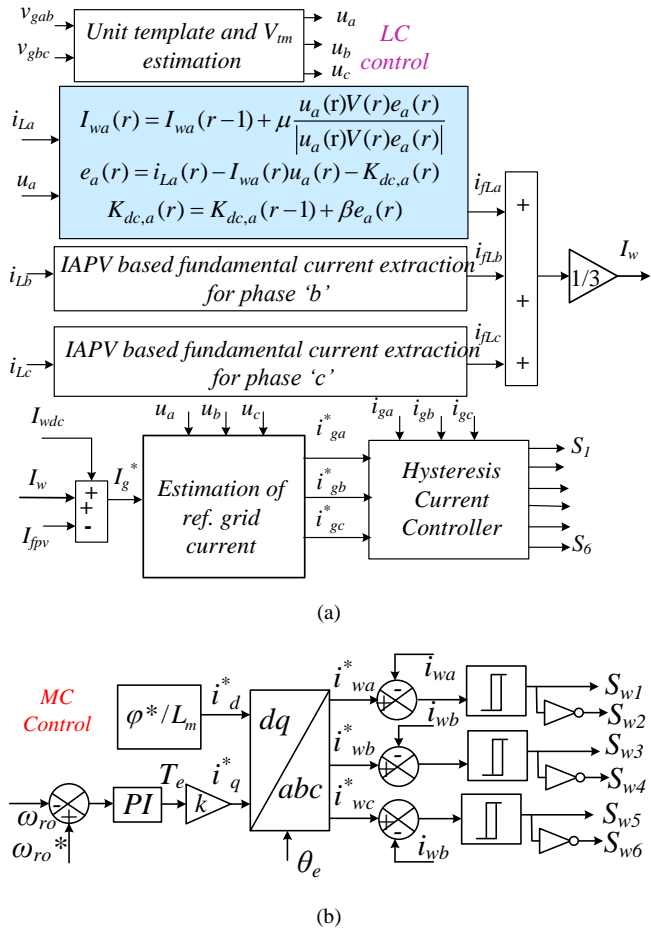 v_gab
v_gbc
Unit template and V_tm
estimation
u_a
u_b
u_c
LC
control
i_La
u_a
I_wa(r) = I_wa(r−1) + μ u_a(r)V(r)e_a(r) / |u_a(r)V(r)e_a(r)|
e_a(r) = i_La(r) − I_wa(r)u_a(r) − K_dc,a(r)
K_dc,a(r) = K_dc,a(r−1) + βe_a(r)
i_fLa
+
i_Lb
IAPV based fundamental current extraction
for phase ‘b’
i_fLb
+
1/3
I_w
i_Lc
IAPV based fundamental current extraction
for phase ‘c’
i_fLc
+
I_wdc
I_w
I_fpv
+
+
-
I_g*
u_a
u_b
u_c
Estimation of
ref. grid
current
i*_ga
i*_gb
i*_gc
i_ga
i_gb
i_gc
Hysteresis
Current
Controller
S_1
S_6
(a)
MC
Control
φ*/L_m
i*_d
ω_ro
ω_ro*
-
+
PI
T_e
k
i*_q
dq
abc
θ_e
i*_wa
i*_wb
i*_wc
+
-
i_wa
+
-
i_wb
+
-
i_wb
S_w1
S_w2
S_w3
S_w4
S_w5
S_w6
(b)